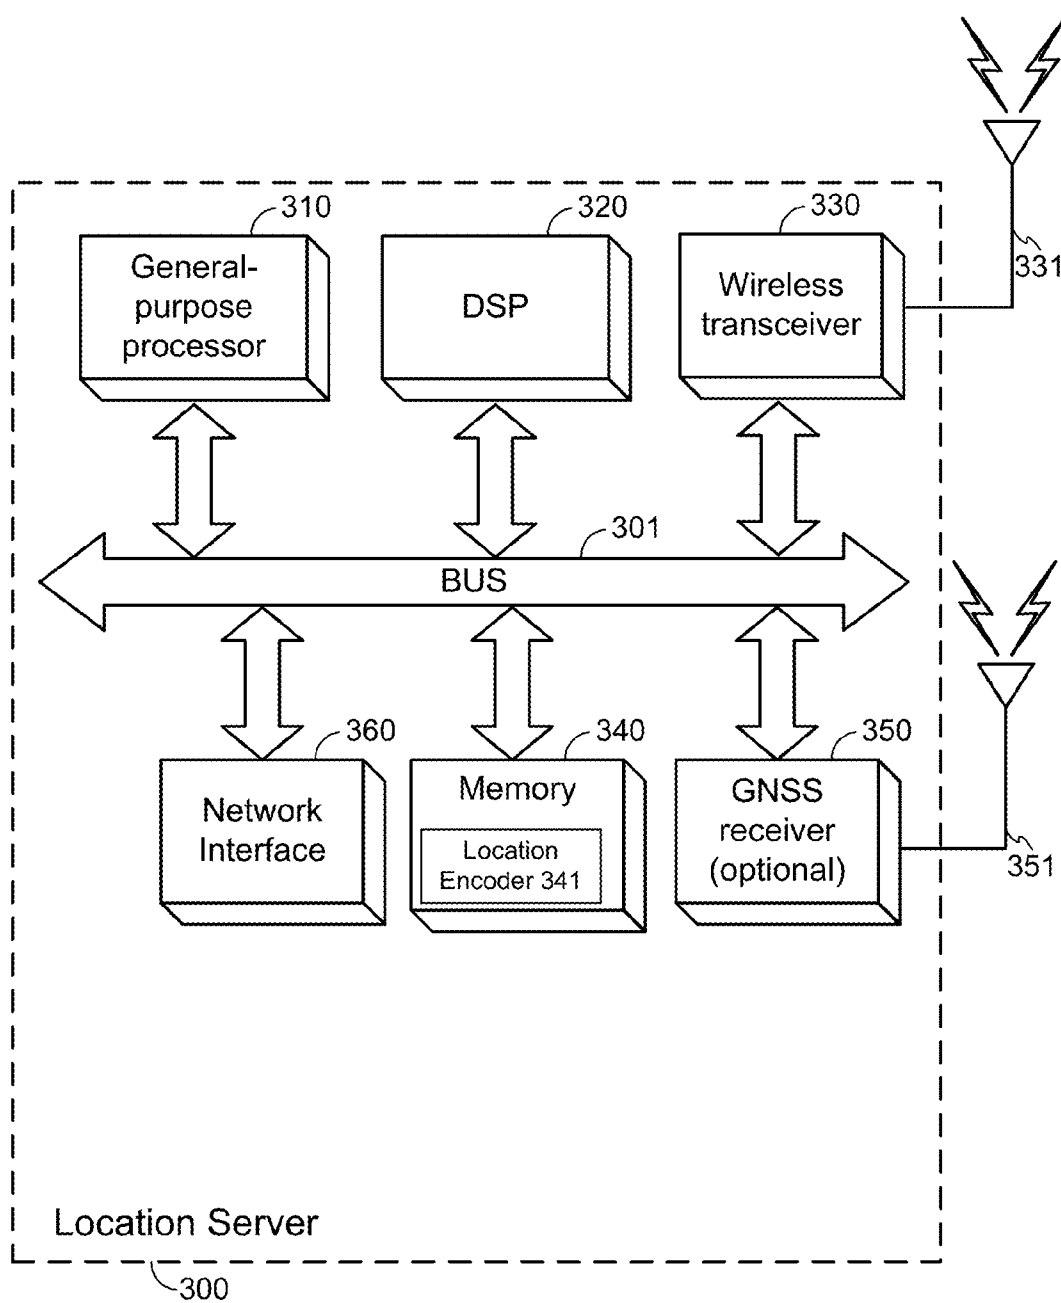 310
320
330
General-
purpose
processor
DSP
Wireless
transceiver
331
301
BUS
360
340
350
Network
Interface
Memory
Location
Encoder 341
GNSS
receiver
(optional)
351
Location Server
300